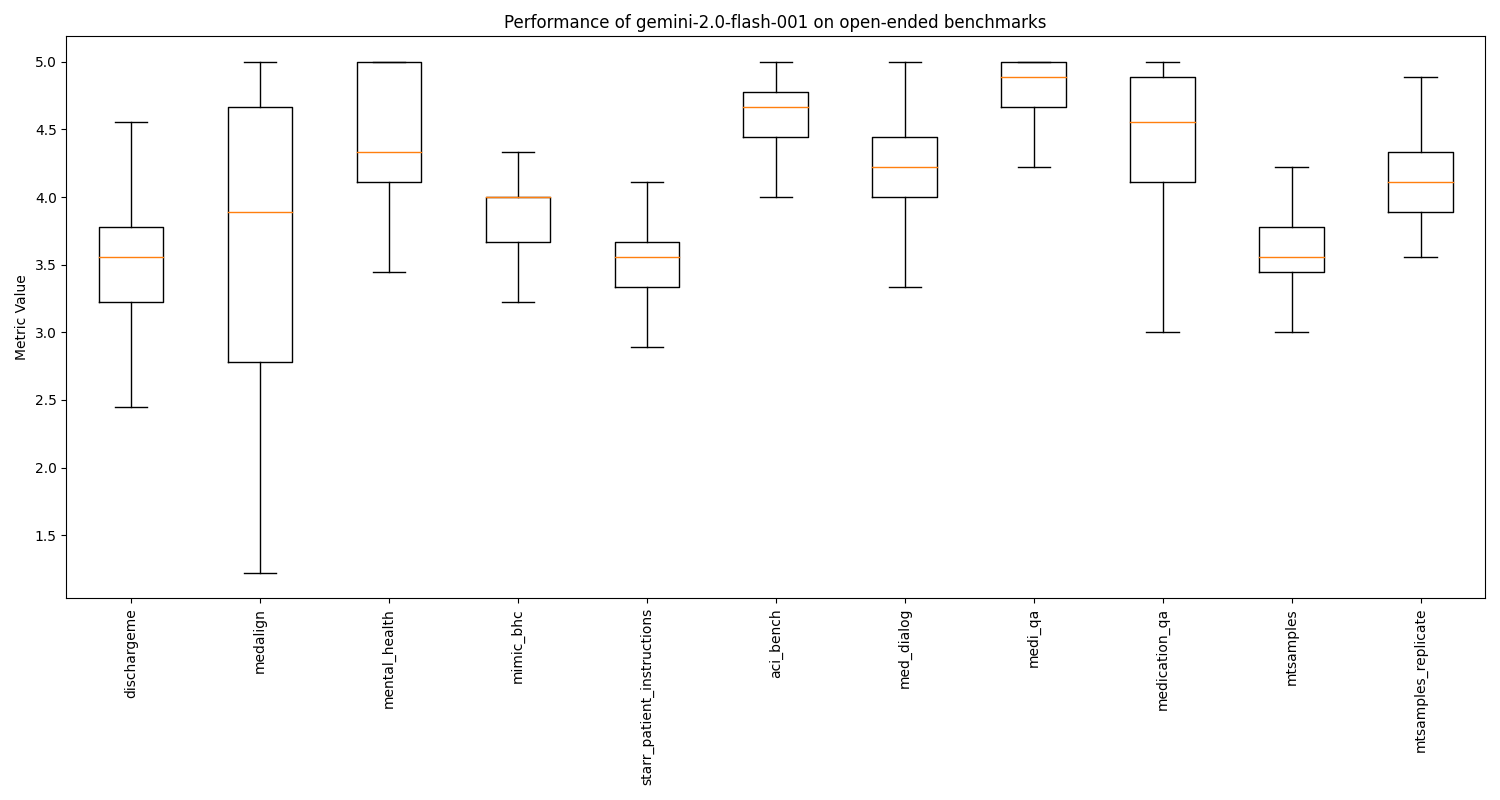 Performance of gemini-2.0-flash-001 on open-ended benchmarks
Metric Value
5.0
4.5
4.0
3.5
3.0
2.5
2.0
1.5
dischargeme
medalign
mental_health
mimic_bhc
starr_patient_instructions
aci_bench
med_dialog
medi_qa
medication_qa
mtsamples
mtsamples_replicate